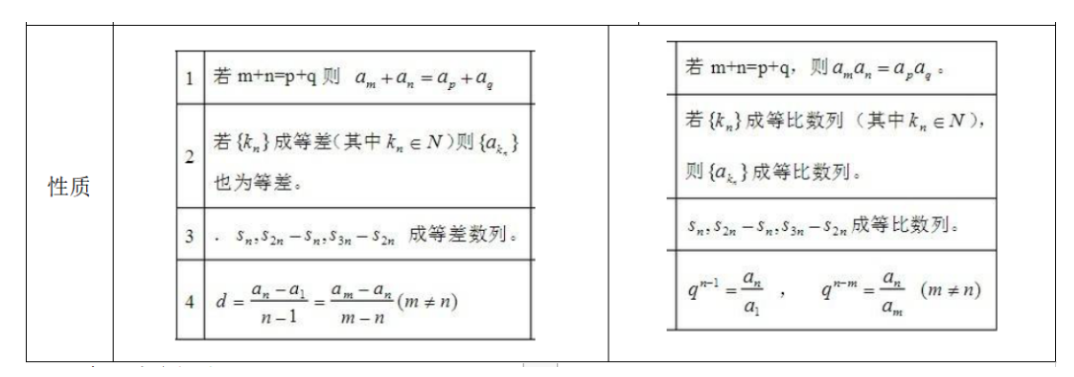 性质
1 若 m+n=p+q 则 a_m + a_n = a_p + a_q
2 若{k_n}成等差(其中 k_n ∈ N)则{a_{k_n}}
也为等差。
3 . s_n, s_{2n} − s_n, s_{3n} − s_{2n} 成等差数列。
4 d = \frac{a_n − a_1}{n − 1} = \frac{a_m − a_n}{m − n} (m ≠ n)
若 m+n=p+q，则 a_m a_n = a_p a_q 。
若{k_n}成等比数列（其中 k_n ∈ N），
则{a_{k_n}}成等比数列。
s_n, s_{2n} − s_n, s_{3n} − s_{2n} 成等比数列。
q^{n−1} = \frac{a_n}{a_1} ， q^{n−m} = \frac{a_n}{a_m} (m ≠ n)